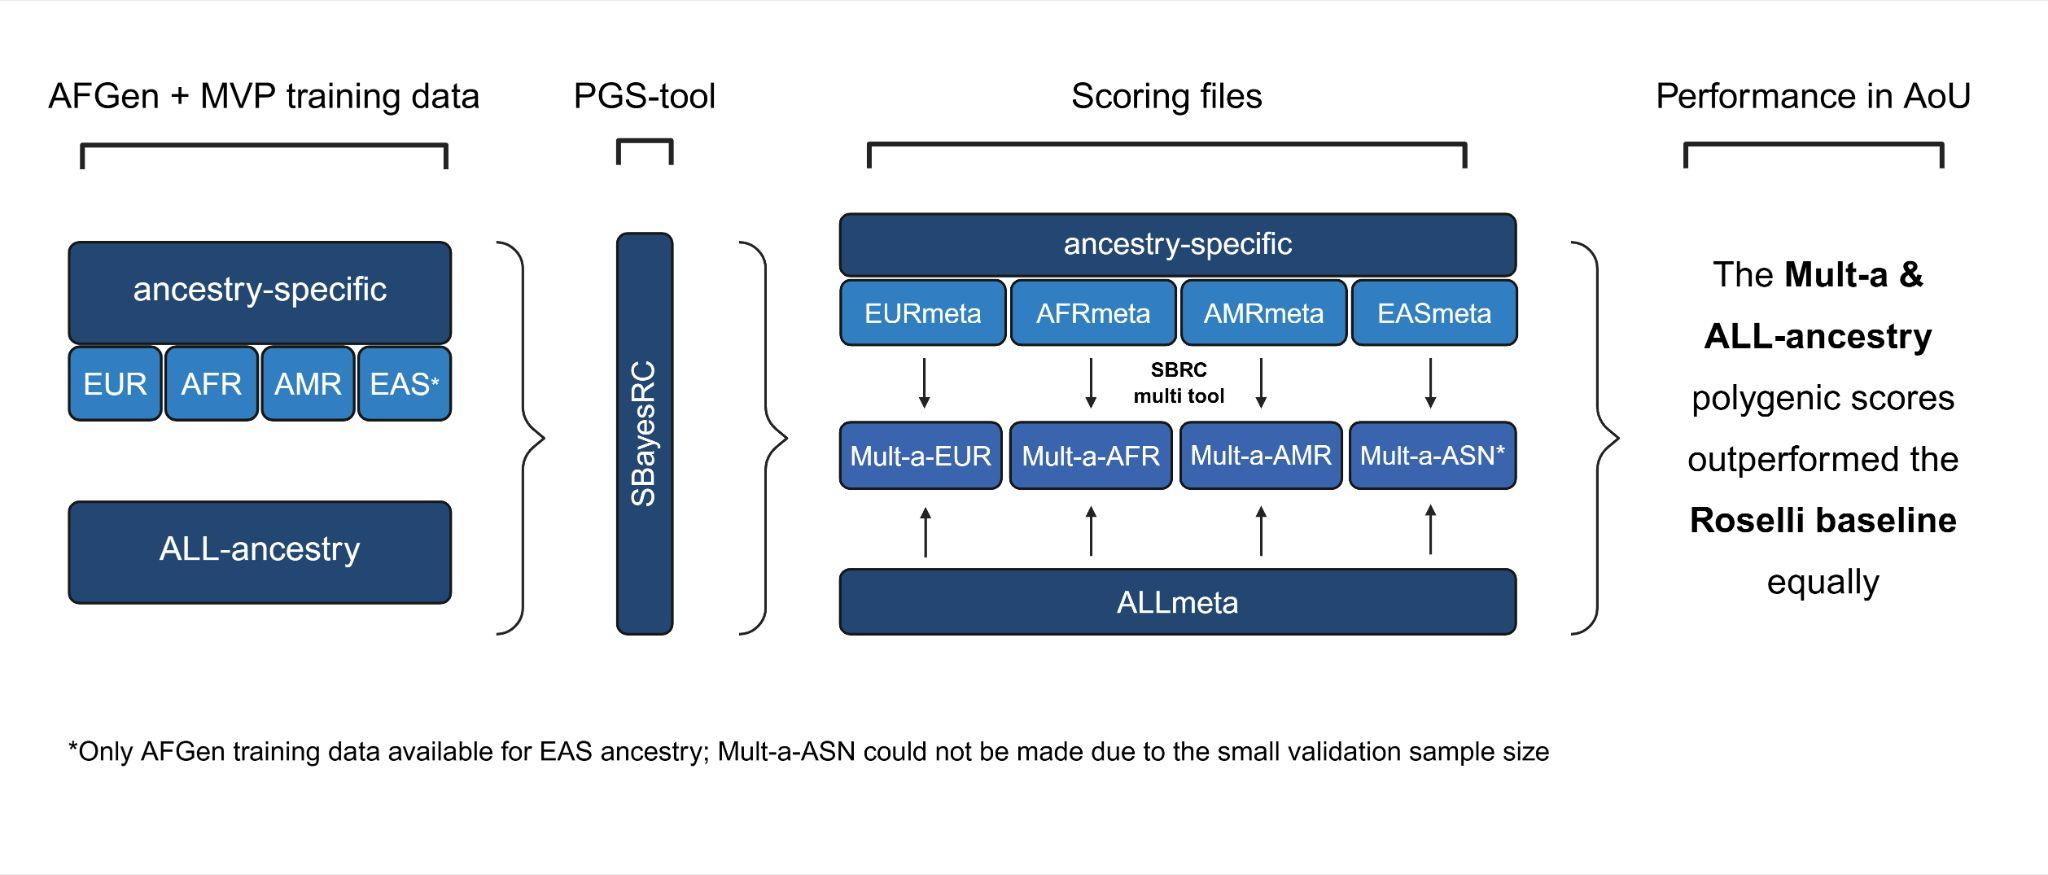 AFGen + MVP training data
PGS-tool
Scoring files
Performance in AoU
ancestry-specific
EUR
AFR
AMR
EAS*
ALL-ancestry
SBayesRC
ancestry-specific
EURmeta
AFRmeta
AMRmeta
EASmeta
SBRC
multi tool
Mult-a-EUR
Mult-a-AFR
Mult-a-AMR
Mult-a-ASN*
ALLmeta
The Mult-a &
ALL-ancestry
polygenic scores
outperformed the
Roselli baseline
equally
*Only AFGen training data available for EAS ancestry; Mult-a-ASN could not be made due to the small validation sample size